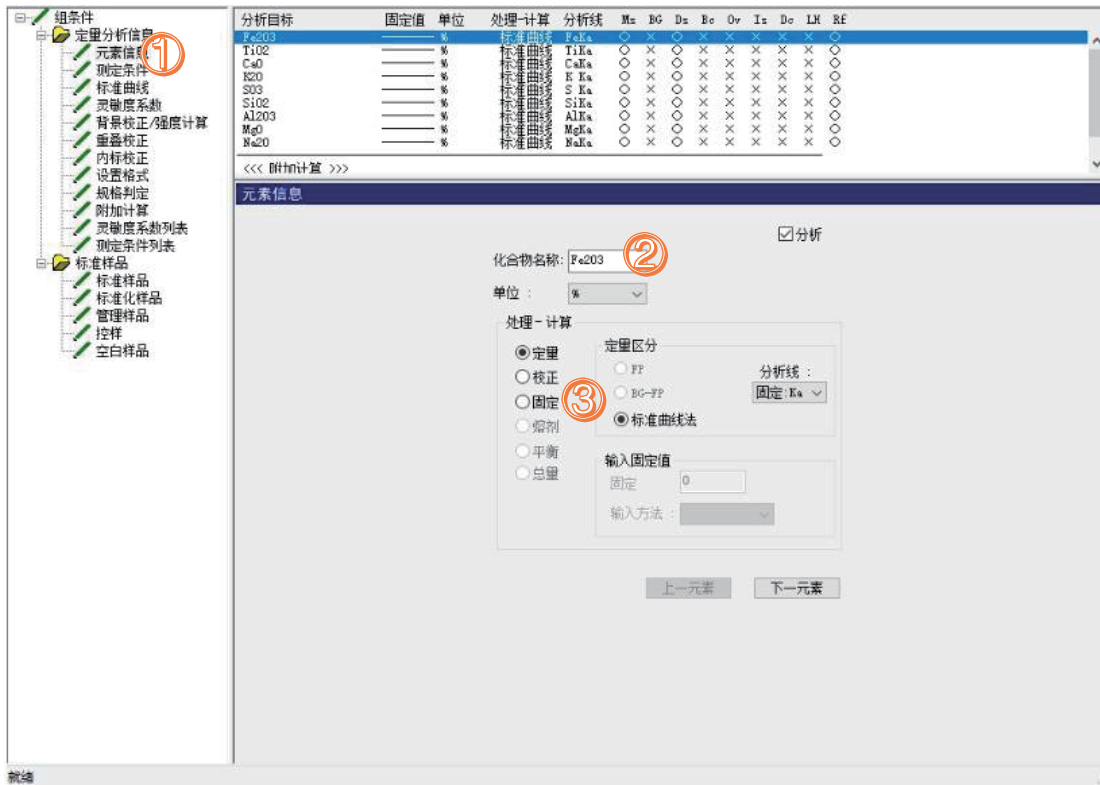 组条件
定量分析信息
元素信息
①
测定条件
标准曲线
灵敏度系数
背景校正/强度计算
重叠校正
内标校正
设置格式
规格判定
附加计算
灵敏度系数列表
测定条件列表
标准样品
标准样品
标准化样品
管理样品
控样
空白样品
分析目标 固定值 单位 处理-计算 分析线 Ms BG Ds Bc Ov Is Dc LH Rf
Fe2O3 % 标准曲线 FeKa ○ × ○ × × × × × ○
TiO2 % 标准曲线 TiKa ○ × ○ × × × × × ○
CaO % 标准曲线 CaKa ○ × ○ × × × × × ○
K2O % 标准曲线 K Ka ○ × ○ × × × × × ○
SO3 % 标准曲线 S Ka ○ × ○ × × × × × ○
SiO2 % 标准曲线 SiKa ○ × ○ × × × × × ○
Al2O3 % 标准曲线 AlKa ○ × ○ × × × × × ○
MgO % 标准曲线 MgKa ○ × ○ × × × × × ○
Na2O % 标准曲线 NaKa ○ × ○ × × × × × ○
<<< 附加计算 >>>
元素信息
分析
化合物名称: Fe2O3 ②
单位 : %
处理-计算
定量
校正
固定 ③
熔剂
平衡
总量
定量区分
FP
BG-FP
标准曲线法
分析线 :
固定:Ka
输入固定值
固定 0
输入方法 :
上一元素 下一元素
就绪